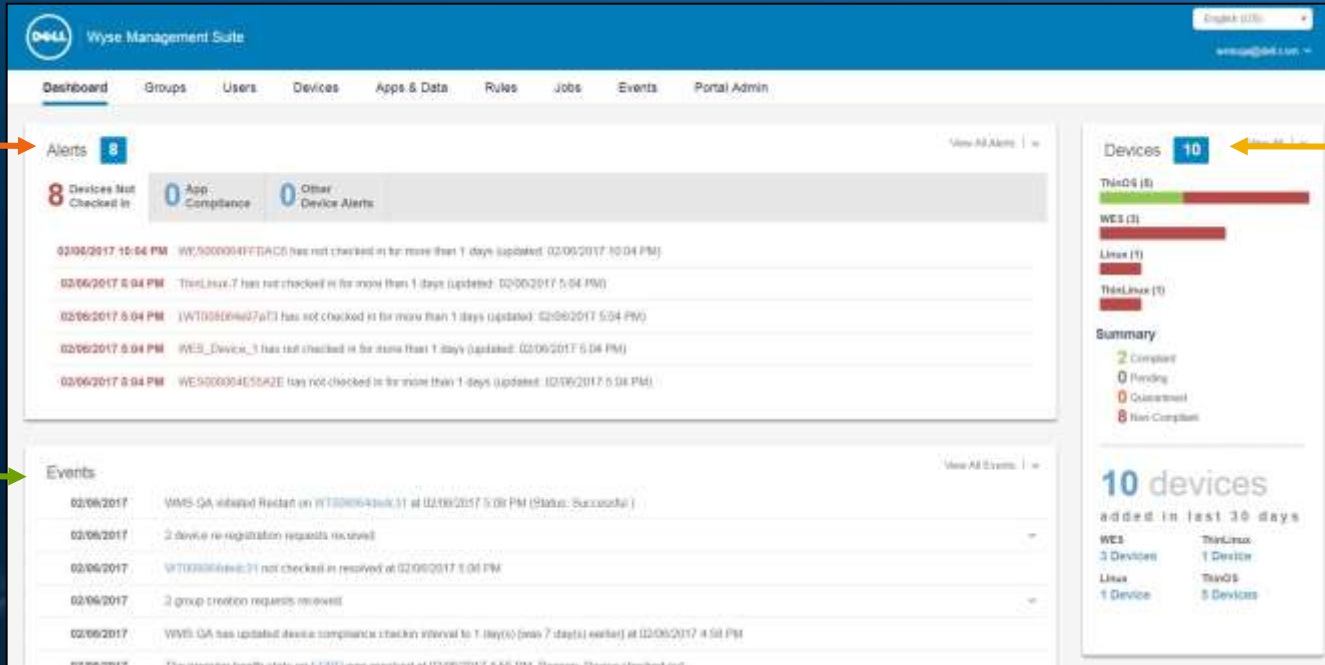 DELL
Wyse Management Suite
English (US)
Dashboard Groups Users Devices Apps & Data Rules Jobs Events Portal Admin
Alerts 8
View All Alerts
8 Devices Not Checked In
0 App Compliance
0 Other Device Alerts
02/06/2017 10:04 PM has not checked in for more than 1 days (updated: 02/06/2017 10:04 PM)
02/06/2017 5:04 PM ThinLinux-7 has not checked in for more than 1 days (updated: 02/06/2017 5:04 PM)
02/06/2017 5:04 PM has not checked in for more than 1 days (updated: 02/06/2017 5:04 PM)
02/06/2017 5:04 PM WES_Device_1 has not checked in for more than 1 days (updated: 02/06/2017 5:04 PM)
02/06/2017 5:04 PM has not checked in for more than 1 days (updated: 02/06/2017 5:04 PM)
Events
View All Events
02/06/2017 WMS QA initiated Restart on at 02/06/2017 5:08 PM (Status: Successful )
02/06/2017 2 device re-registration requests received
02/06/2017 not checked in resolved at 02/06/2017 5:06 PM
02/06/2017 2 group creation requests received
02/06/2017 WMS QA has updated device compliance checkin interval to 1 day(s) (was 7 day(s) earlier) at 02/06/2017 4:58 PM
Devices 10
View All
ThinOS (5)
WES (3)
Linux (1)
ThinLinux (1)
Summary
2 Compliant
0 Pending
0 Quarantined
8 Non-Compliant
10 devices
added in last 30 days
WES ThinLinux
3 Devices 1 Device
Linux ThinOS
1 Device 5 Devices